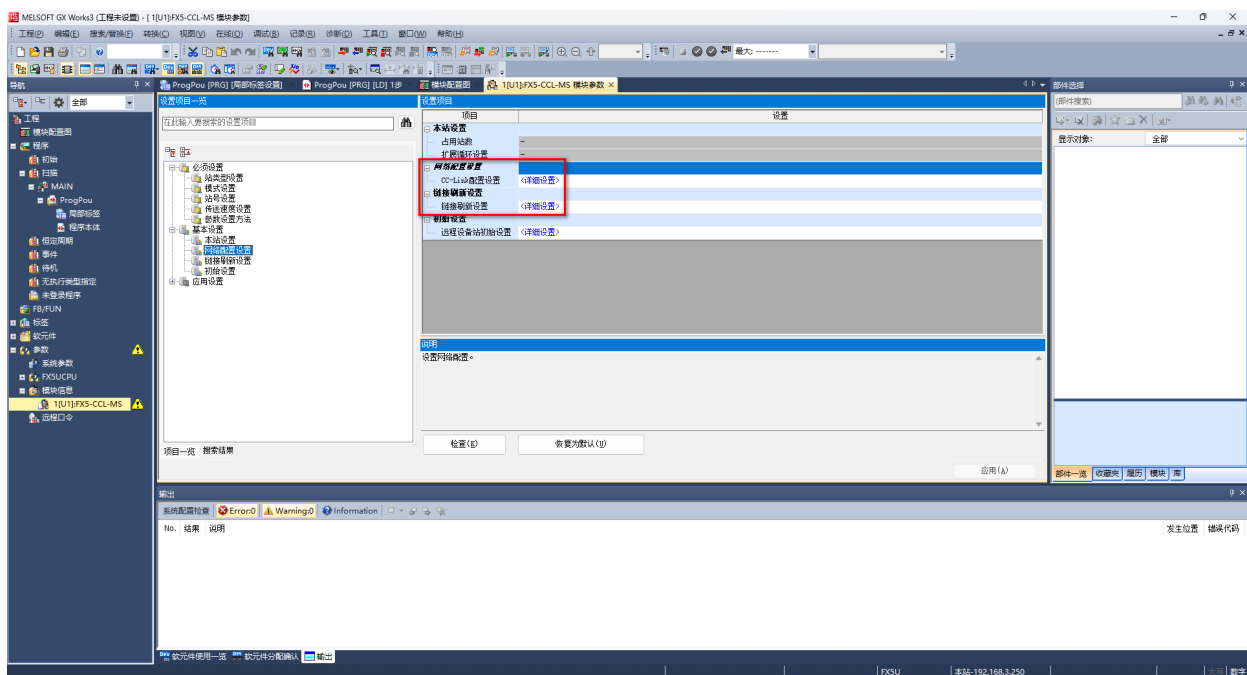 MELSOFT GX Works3 (工程未设置) - [1[U1]:FX5-CCL-MS 模块参数]
工程(P) 编辑(E) 搜索/替换(F) 转换(C) 视图(V) 在线(O) 调试(B) 记录(R) 诊断(D) 工具(T) 窗口(W) 帮助(H)
最大: --------
导航
ProgPou [PRG] [局部标签设置]
ProgPou [PRG] [LD] 1步
模块配置图
1[U1]:FX5-CCL-MS 模块参数
部件选择
全部
工程
模块配置图
程序
初始
扫描
MAIN
ProgPou
局部标签
程序本体
恒定周期
事件
待机
无执行类型指定
未登录程序
FB/FUN
标签
软元件
参数
系统参数
FX5UCPU
模块信息
1[U1]:FX5-CCL-MS
远程口令
设置项目一览
在此输入要搜索的设置项目
必须设置
站类型设置
模式设置
站号设置
传送速度设置
参数设置方法
基本设置
本站设置
网络配置设置
链接刷新设置
初始设置
应用设置
项目一览 搜索结果
设置项目
项目 设置
本站设置
占用站数 -
扩展循环设置 -
网络配置设置
CC-Link配置设置 <详细设置>
链接刷新设置
链接刷新设置 <详细设置>
初始设置
远程设备站初始设置 <详细设置>
说明
设置网络配置。
检查(K) 恢复为默认(U)
应用(A)
(部件搜索)
显示对象: 全部
部件一览 收藏夹 履历 模块 库
输出
系统配置检查 Error:0 Warning:0 Information
No. 结果 说明 发生位置 错误代码
软元件使用一览 软元件分配确认 输出
FX5U 本站-192.168.3.250 大写 数字